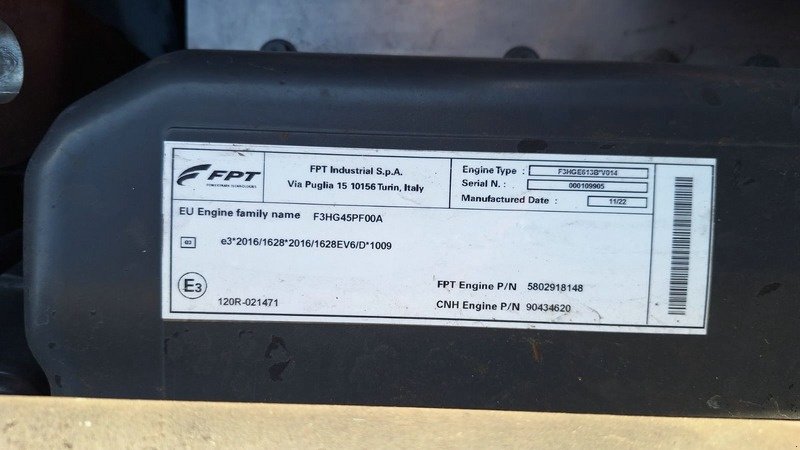 FPT
POWERTRAIN TECHNOLOGIES
FPT Industrial S.p.A.
Via Puglia 15 10156 Turin, Italy
Engine Type : F3HGE613B*V014
Serial N. : 000109905
Manufactured Date : 11/22
EU Engine family name F3HG45PF00A
e3 e3*2016/1628*2016/1628EV6/D*1009
E3
120R-021471
FPT Engine P/N 5802918148
CNH Engine P/N 90434620